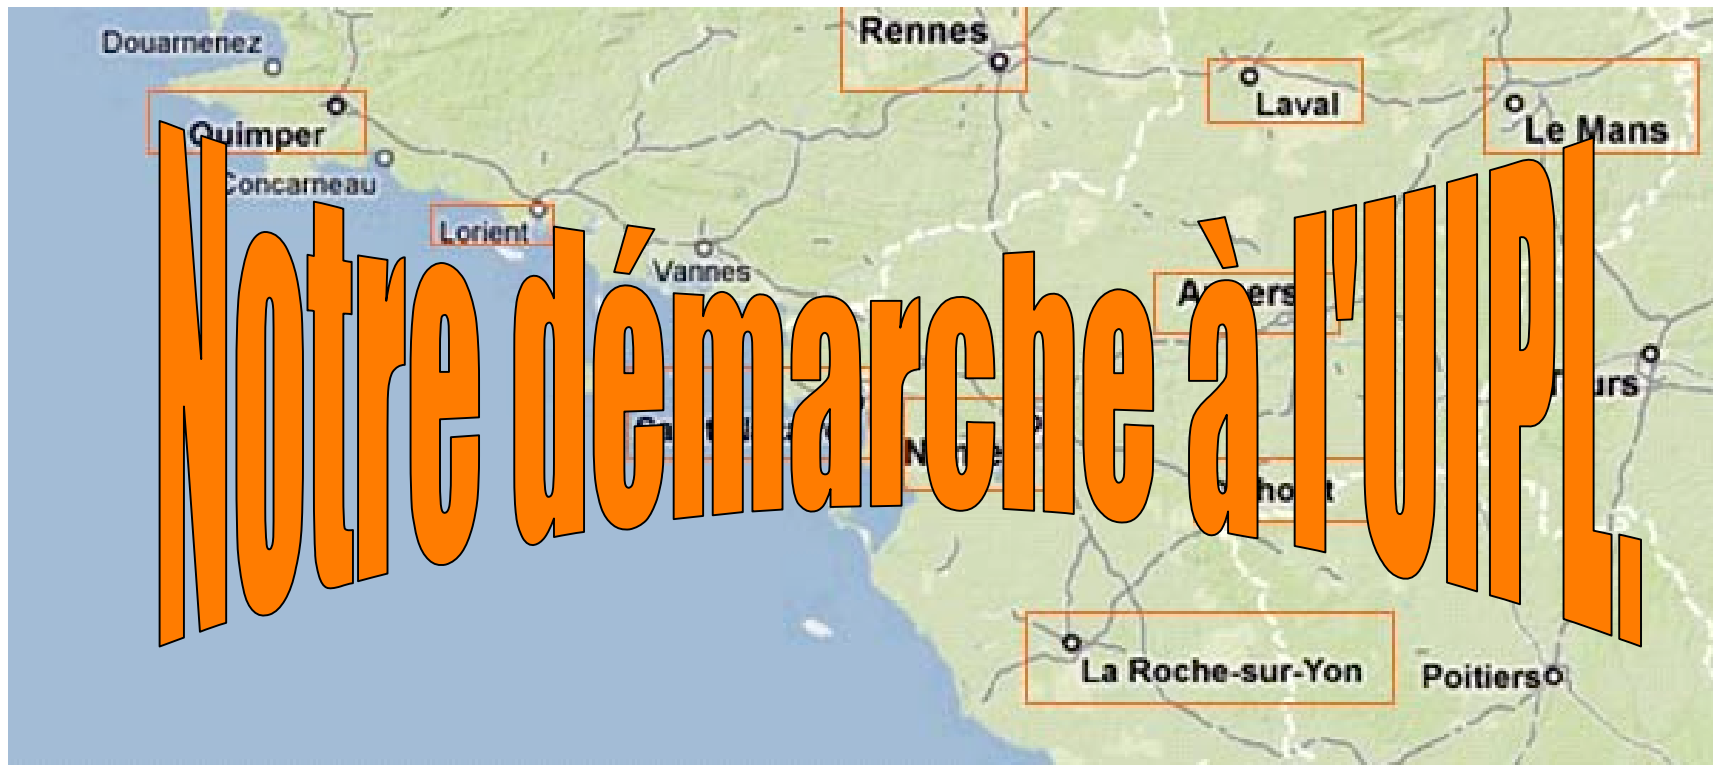 Rennes
Douarnenez
Laval
Le Mans
Quimper
Concarneau
Lorient
Vannes
Notre démarche à l'UIPL.
La Roche-sur-Yon
Poitiers